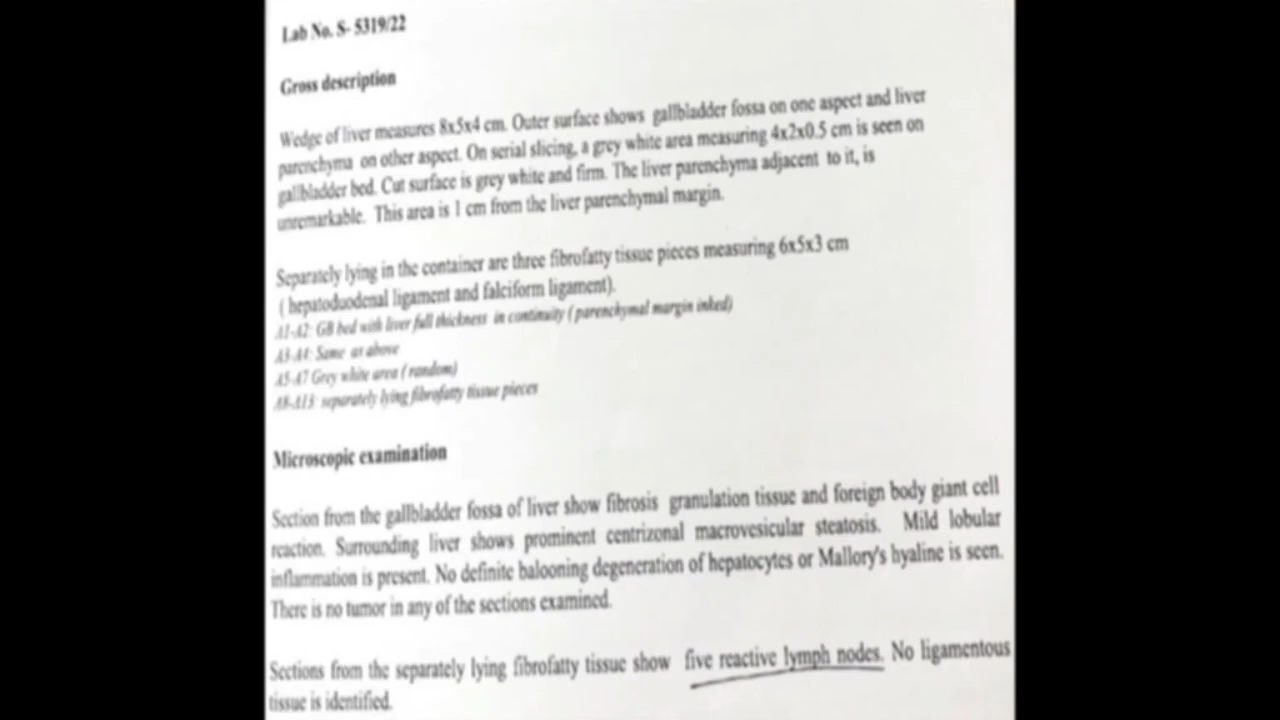 Lab No. S- 5319/22
Gross description
Wedge of liver measures 8x5x4 cm. Outer surface shows gallbladder fossa on one aspect and liver
parenchyma on other aspect. On serial slicing, a grey white area measuring 4x2x0.5 cm is seen on
gallbladder bed. Cut surface is grey white and firm. The liver parenchyma adjacent to it, is
unremarkable. This area is 1 cm from the liver parenchymal margin.
Separately lying in the container are three fibrofatty tissue pieces measuring 6x5x3 cm
( hepatoduodenal ligament and falciform ligament).
A1-A2: GB bed with liver full thickness in continuity ( parenchymal margin inked)
A3-A4: Same as above
A5-A7 Grey white area ( random)
A8-A13: separately lying fibrofatty tissue pieces
Microscopic examination
Section from the gallbladder fossa of liver show fibrosis granulation tissue and foreign body giant cell
reaction. Surrounding liver shows prominent centrizonal macrovesicular steatosis. Mild lobular
inflammation is present. No definite balooning degeneration of hepatocytes or Mallory's hyaline is seen.
There is no tumor in any of the sections examined.
Sections from the separately lying fibrofatty tissue show five reactive lymph nodes. No ligamentous
tissue is identified.